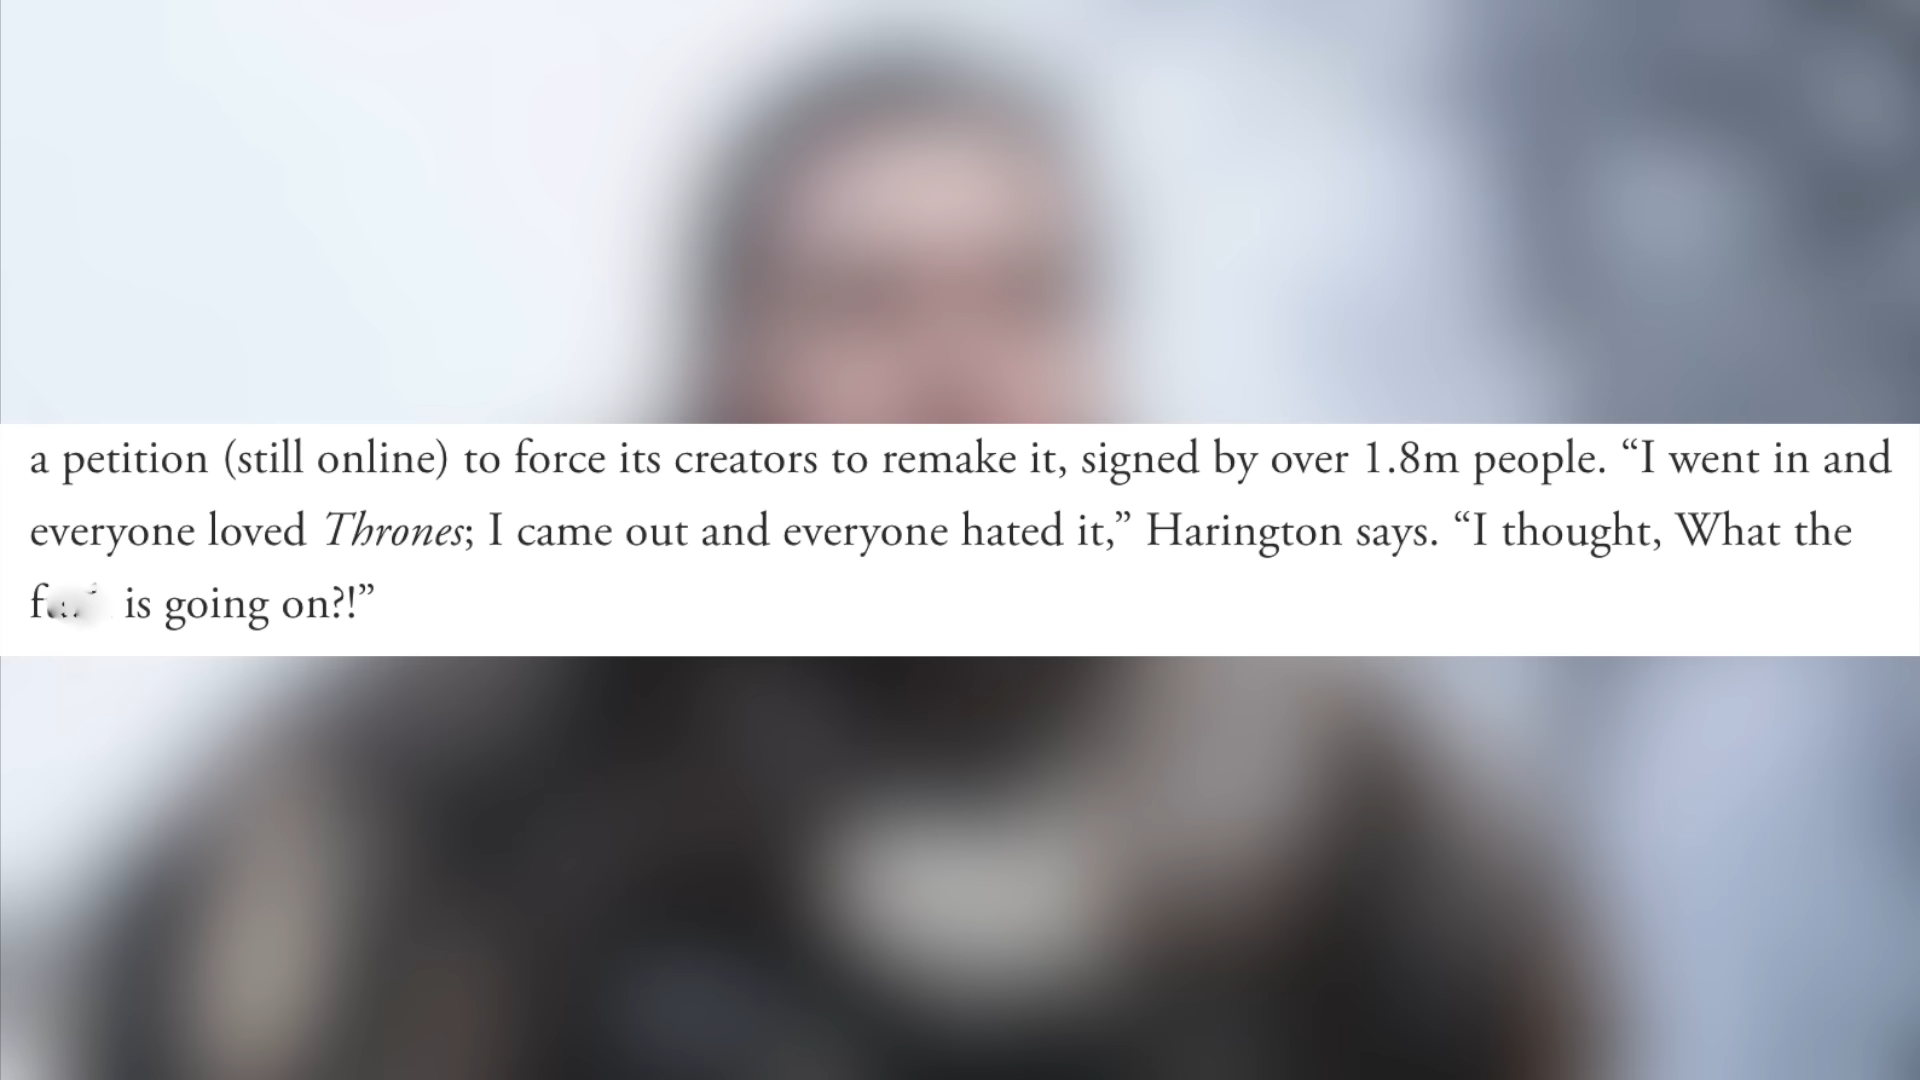 a petition (still online) to force its creators to remake it, signed by over 1.8m people. “I went in and
everyone loved Thrones; I came out and everyone hated it,” Harington says. “I thought, What the
is going on?!”